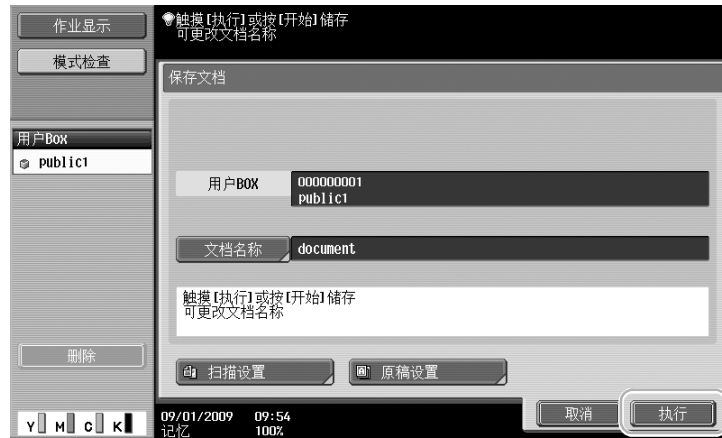 作业显示
模式检查
触摸[执行]或按[开始]储存
可更改文档名称
保存文档
用户Box
public1
用户BOX
000000001
public1
文档名称
document
触摸[执行]或按[开始]储存
可更改文档名称
删除
扫描设置
原稿设置
Y M C K
09/01/2009 09:54
记忆 100%
取消
执行